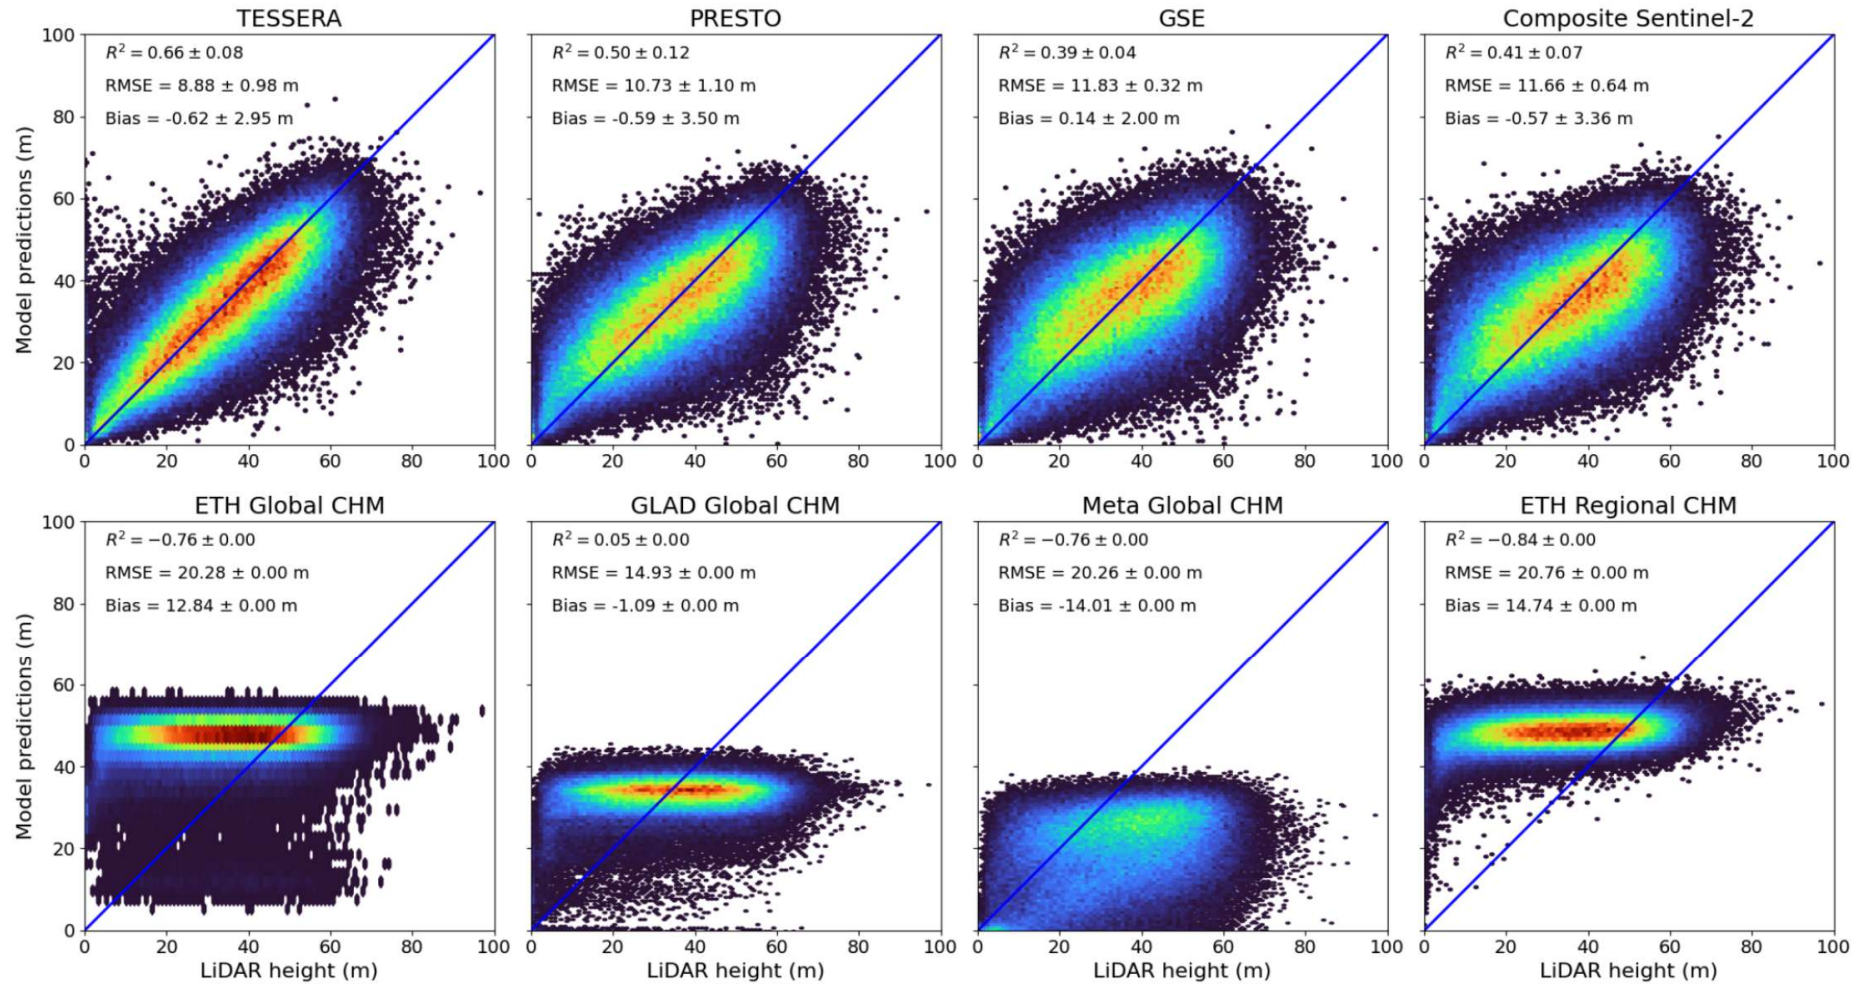 TESSERA
PRESTO
GSE
Composite Sentinel-2
R² = 0.66 ± 0.08
RMSE = 8.88 ± 0.98 m
Bias = -0.62 ± 2.95 m
R² = 0.50 ± 0.12
RMSE = 10.73 ± 1.10 m
Bias = -0.59 ± 3.50 m
R² = 0.39 ± 0.04
RMSE = 11.83 ± 0.32 m
Bias = 0.14 ± 2.00 m
R² = 0.41 ± 0.07
RMSE = 11.66 ± 0.64 m
Bias = -0.57 ± 3.36 m
Model predictions (m)
100
80
60
40
20
0
0 20 40 60 80 100
0 20 40 60 80 100
0 20 40 60 80 100
0 20 40 60 80 100
ETH Global CHM
GLAD Global CHM
Meta Global CHM
ETH Regional CHM
R² = −0.76 ± 0.00
RMSE = 20.28 ± 0.00 m
Bias = 12.84 ± 0.00 m
R² = 0.05 ± 0.00
RMSE = 14.93 ± 0.00 m
Bias = -1.09 ± 0.00 m
R² = −0.76 ± 0.00
RMSE = 20.26 ± 0.00 m
Bias = -14.01 ± 0.00 m
R² = −0.84 ± 0.00
RMSE = 20.76 ± 0.00 m
Bias = 14.74 ± 0.00 m
Model predictions (m)
100
80
60
40
20
0
0 20 40 60 80 100
0 20 40 60 80 100
0 20 40 60 80 100
0 20 40 60 80 100
LiDAR height (m)
LiDAR height (m)
LiDAR height (m)
LiDAR height (m)